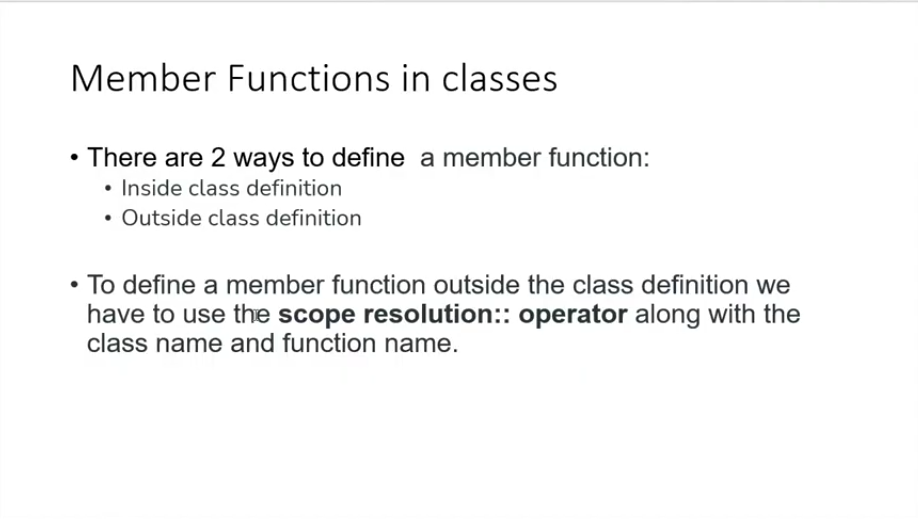 Member Functions in classes
• There are 2 ways to define a member function:
• Inside class definition
• Outside class definition
• To define a member function outside the class definition we
have to use the scope resolution:: operator along with the
class name and function name.